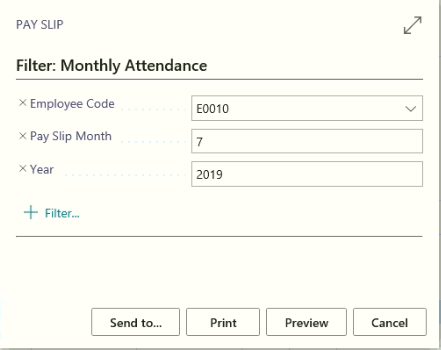 PAY SLIP
Filter: Monthly Attendance
× Employee Code E0010
× Pay Slip Month 7
× Year 2019
+ Filter...
Send to... Print Preview Cancel